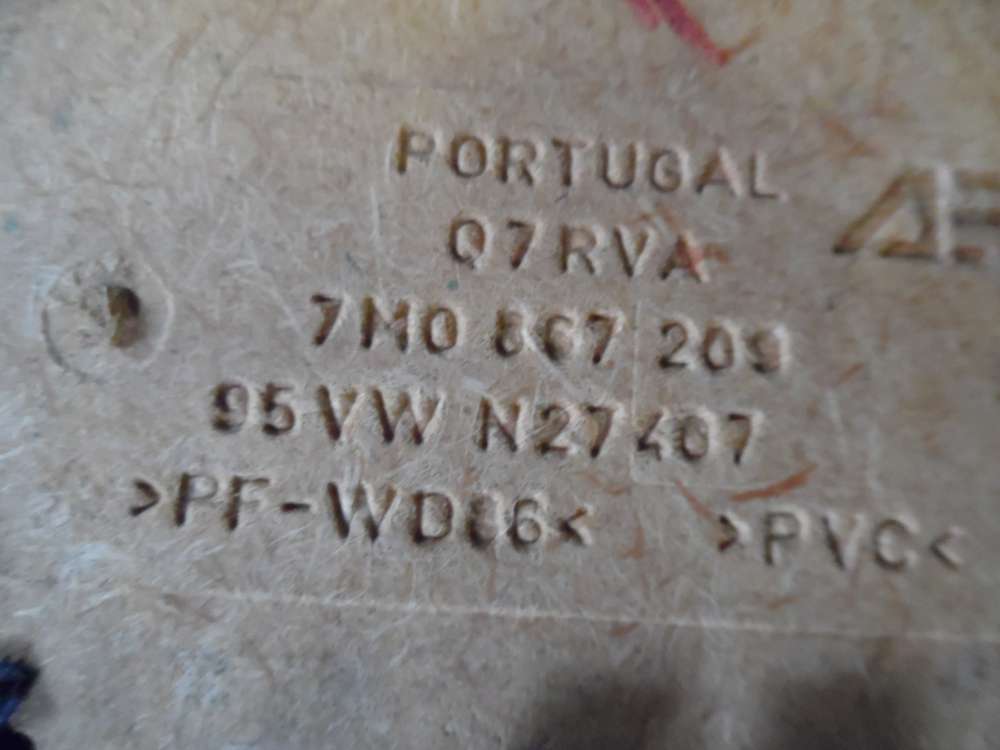 PORTUGAL
Q7RVA
7M0 867 209
95VW N27407
>PF-WD86< >PVC<